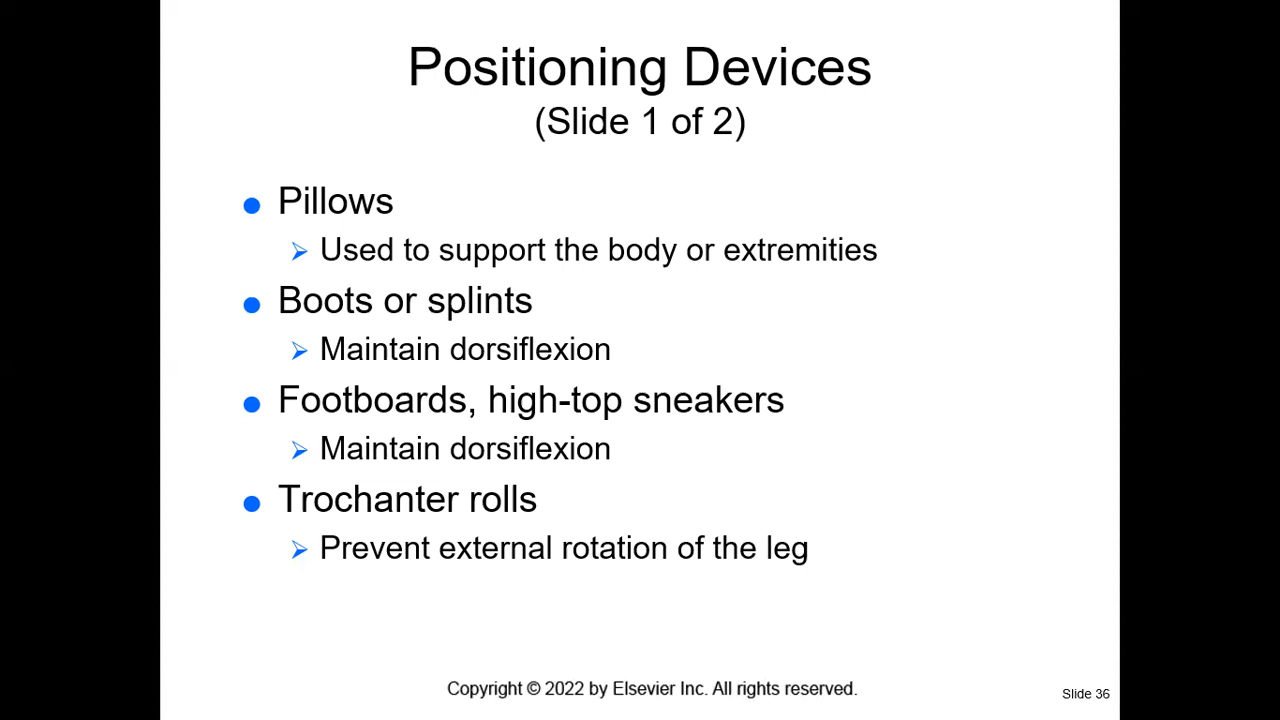 Positioning Devices
(Slide 1 of 2)
● Pillows
➢ Used to support the body or extremities
● Boots or splints
➢ Maintain dorsiflexion
● Footboards, high-top sneakers
➢ Maintain dorsiflexion
● Trochanter rolls
➢ Prevent external rotation of the leg
Copyright © 2022 by Elsevier Inc. All rights reserved.
Slide 36